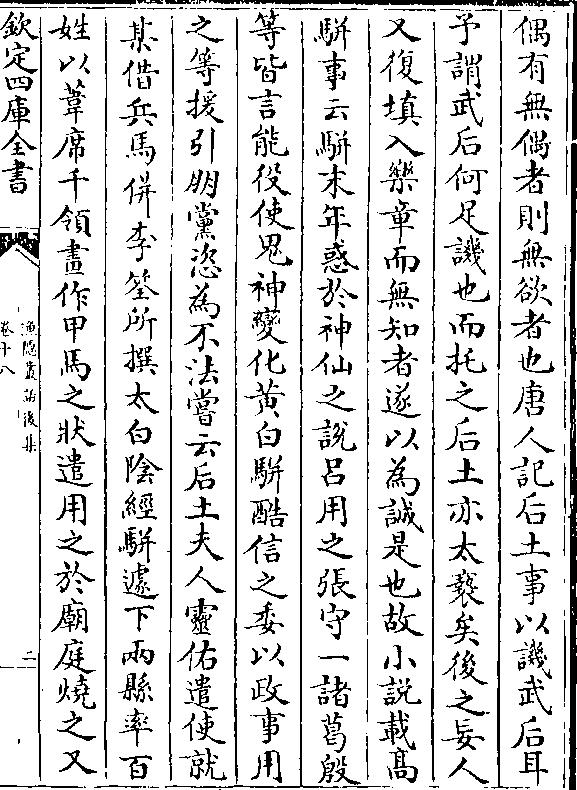 偶有無偶者則無欲者也唐人記后土事以譏武后耳
予謂武后何足譏也而托之后土亦太褻矣後之妄人
又復填入樂章而無知者遂以為誠是也故小說載髙
駢事云駢末年惑於神仙之說吕用之張守一諸葛殷
等皆言能役使鬼神變化黄白駢酷信之委以政事用
之等援引朋黨恣為不法嘗云后土夫人靈佑遣使就
某借兵馬併李筌所撰太白陰經駢遽下兩縣率百
姓以葦席千領畫作甲馬之狀遣用之於廟庭燒之又
欽定四庫全書
漁隱叢話後集
卷十八
二